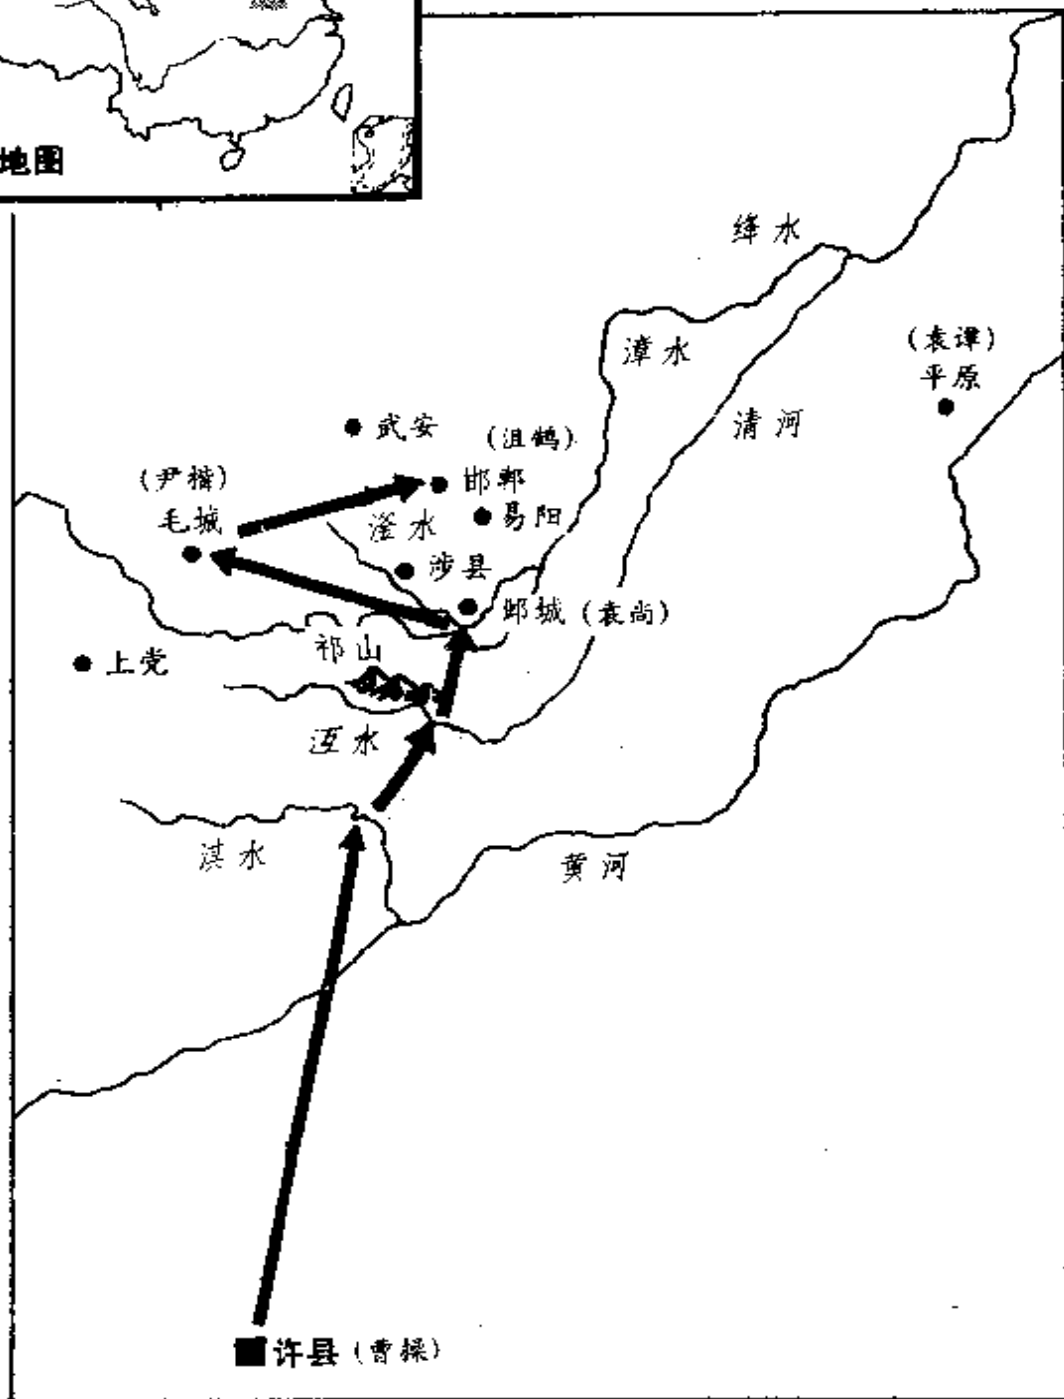 地图
绛水
漳水
(袁谭)
平原
清河
武安
(沮鹄)
邯郸
(尹楷)
毛城
滏水
易阳
涉县
邺城(袁尚)
祁山
上党
洹水
淇水
黄河
许县(曹操)